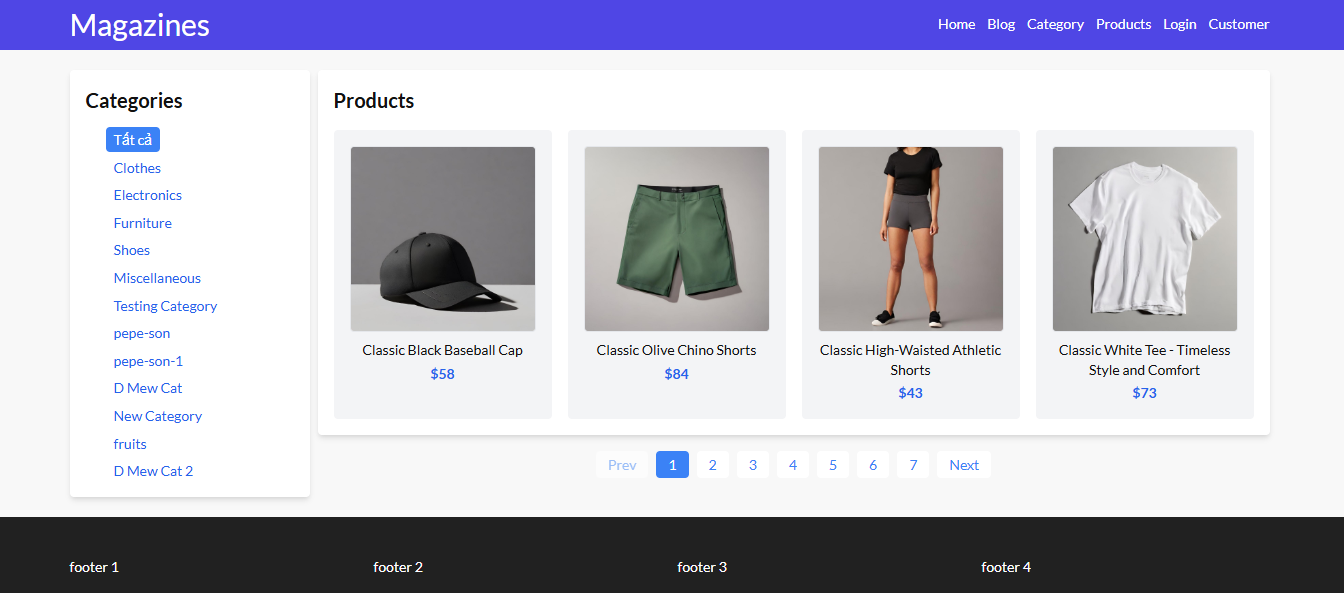 Magazines
Home Blog Category Products Login Customer
Categories
Tất cả
Clothes
Electronics
Furniture
Shoes
Miscellaneous
Testing Category
pepe-son
pepe-son-1
D Mew Cat
New Category
fruits
D Mew Cat 2
Products
Classic Black Baseball Cap
$58
Classic Olive Chino Shorts
$84
Classic High-Waisted Athletic
Shorts
$43
Classic White Tee - Timeless
Style and Comfort
$73
Prev 1 2 3 4 5 6 7 Next
footer 1 footer 2 footer 3 footer 4